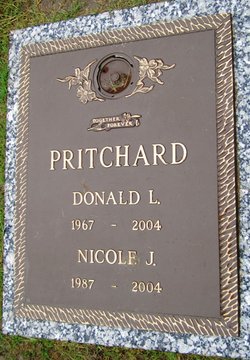 TOGETHER
FOREVER
PRITCHARD
DONALD L.
1967 - 2004
NICOLE J.
1987 - 2004